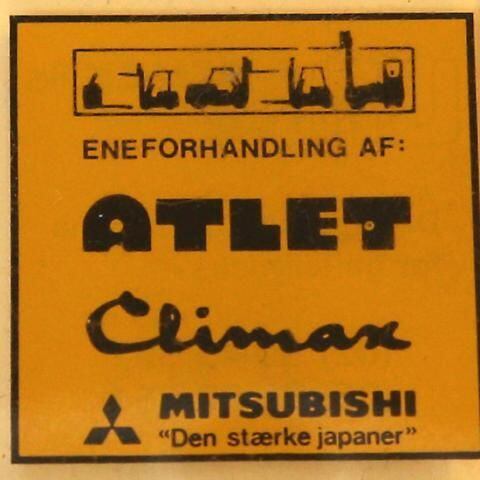 ENEFORHANDLING AF:
ATLET
Climax
MITSUBISHI
“Den stærke japaner”